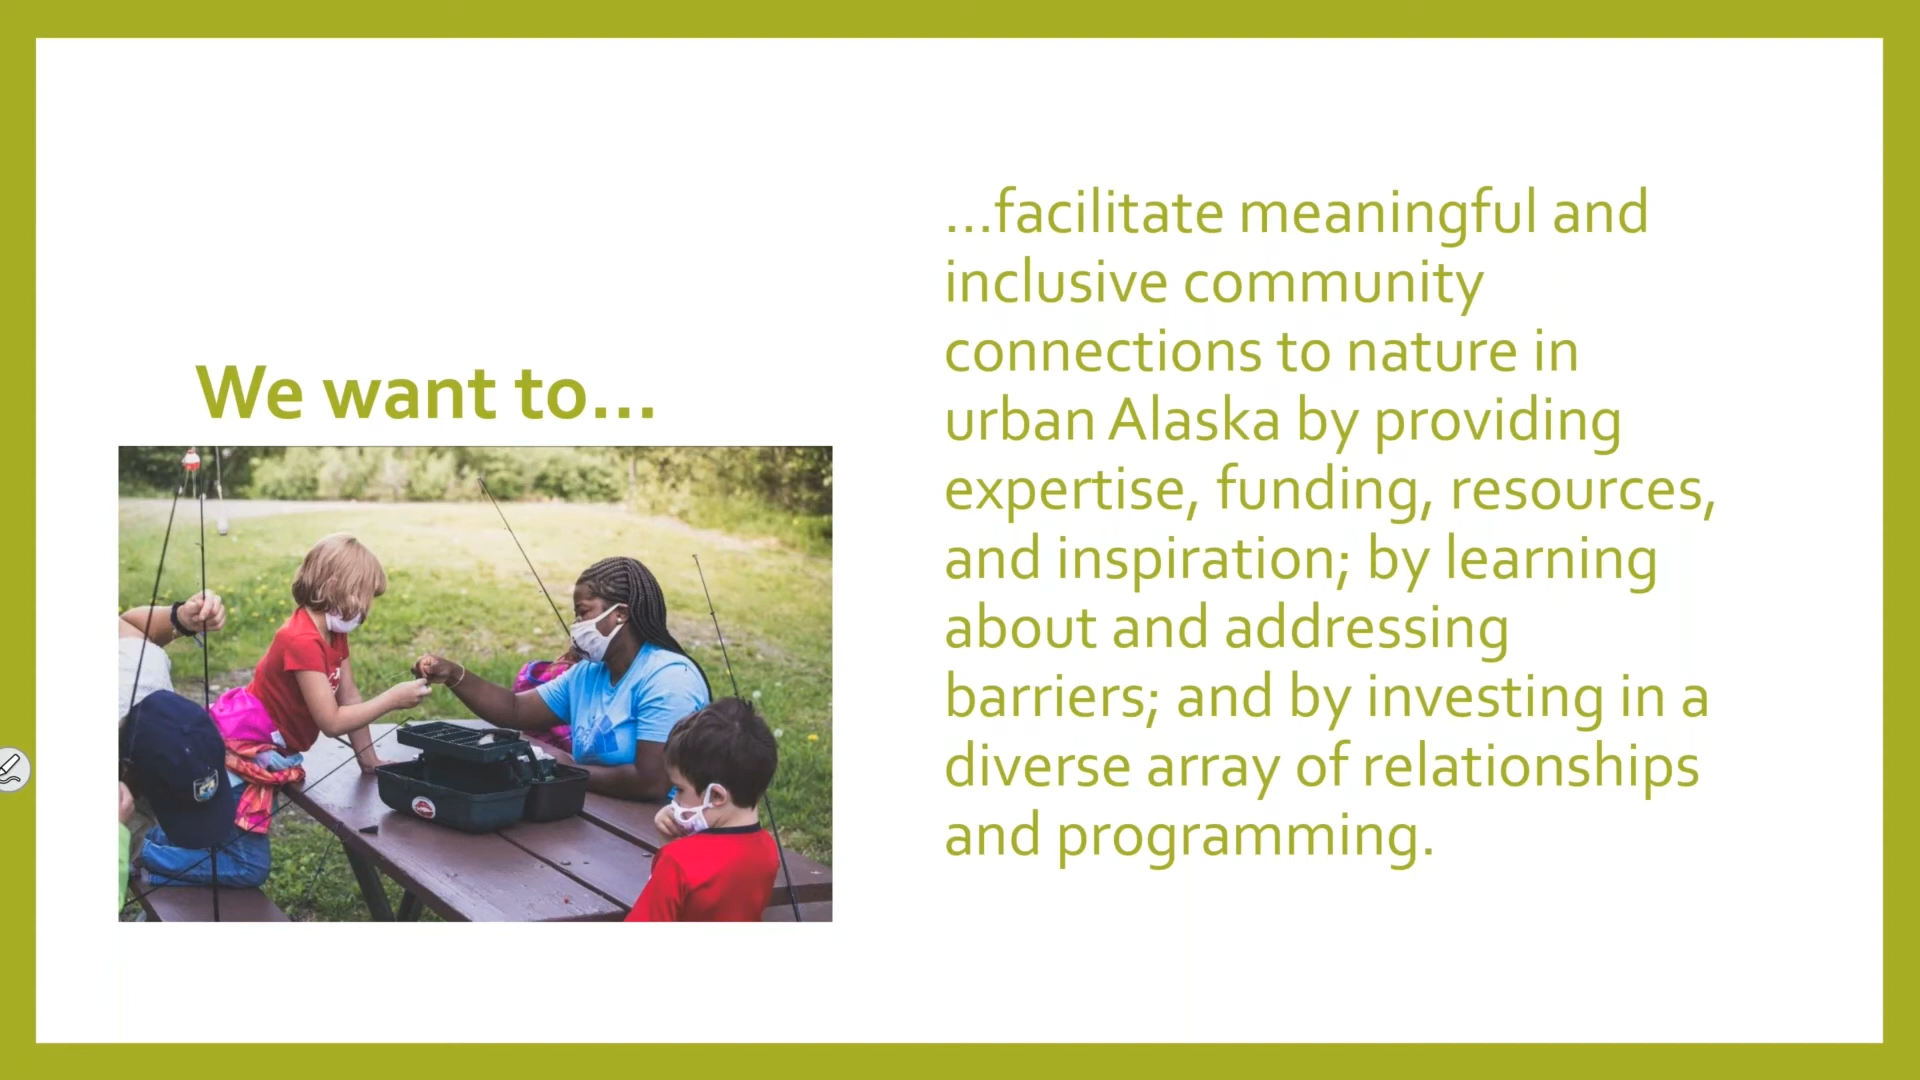 We want to...
...facilitate meaningful and
inclusive community
connections to nature in
urban Alaska by providing
expertise, funding, resources,
and inspiration; by learning
about and addressing
barriers; and by investing in a
diverse array of relationships
and programming.